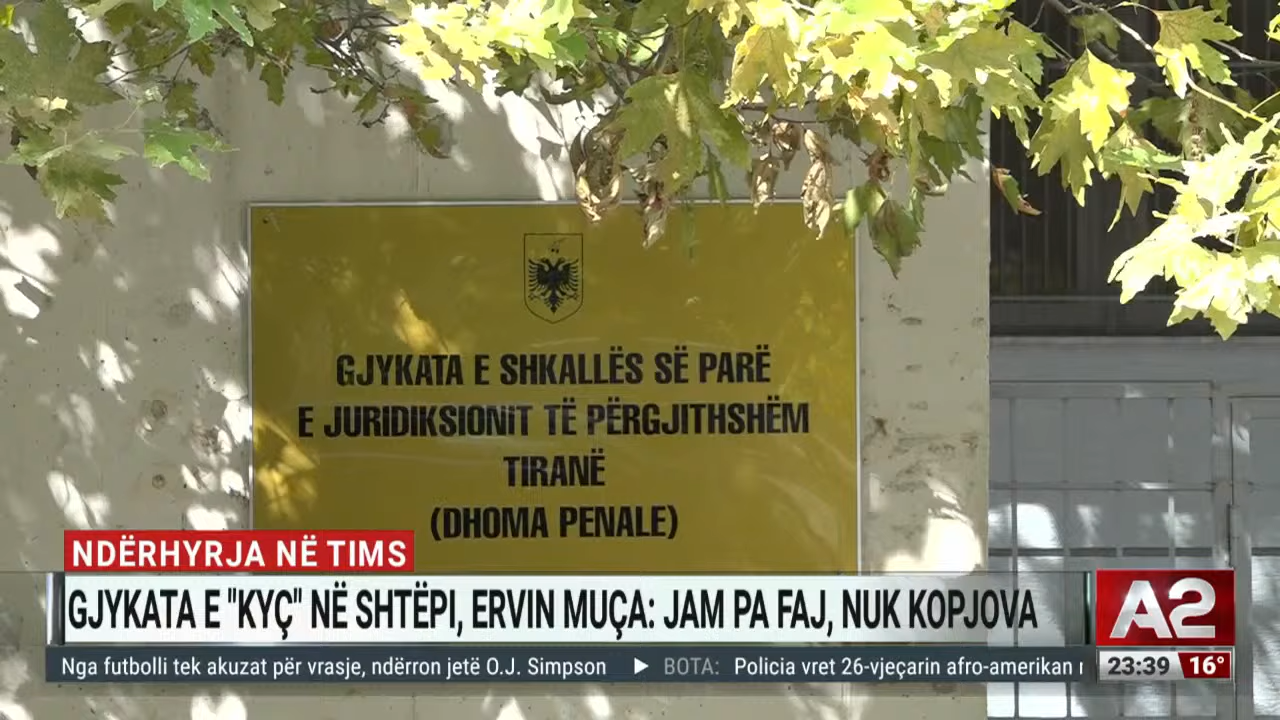 GJYKATA E SHKALLËS SË PARË
E JURIDIKSIONIT TË PËRGJITHSHËM
TIRANË
(DHOMA PENALE)
NDËRHYRJA NË TIMS
GJYKATA E "KYÇ" NË SHTËPI, ERVIN MUÇA: JAM PA FAJ, NUK KOPJOVA
A2
Nga futbolli tek akuzat për vrasje, ndërron jetë O.J. Simpson ▶ BOTA: Policia vret 26-vjeçarin afro-amerikan
23:39 16°